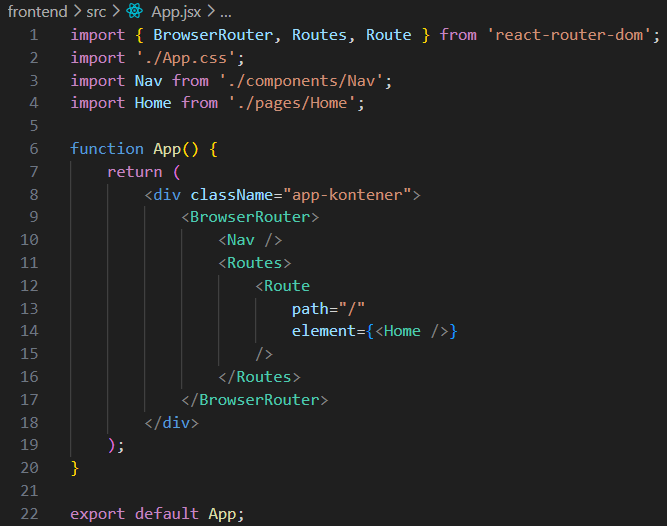 frontend > src > App.jsx > ...
1 import { BrowserRouter, Routes, Route } from 'react-router-dom';
2 import './App.css';
3 import Nav from './components/Nav';
4 import Home from './pages/Home';
5
6 function App() {
7     return (
8         <div className="app-kontener">
9             <BrowserRouter>
10                 <Nav />
11                 <Routes>
12                     <Route
13                         path="/"
14                         element={<Home />}
15                     />
16                 </Routes>
17             </BrowserRouter>
18         </div>
19     );
20 }
21
22 export default App;